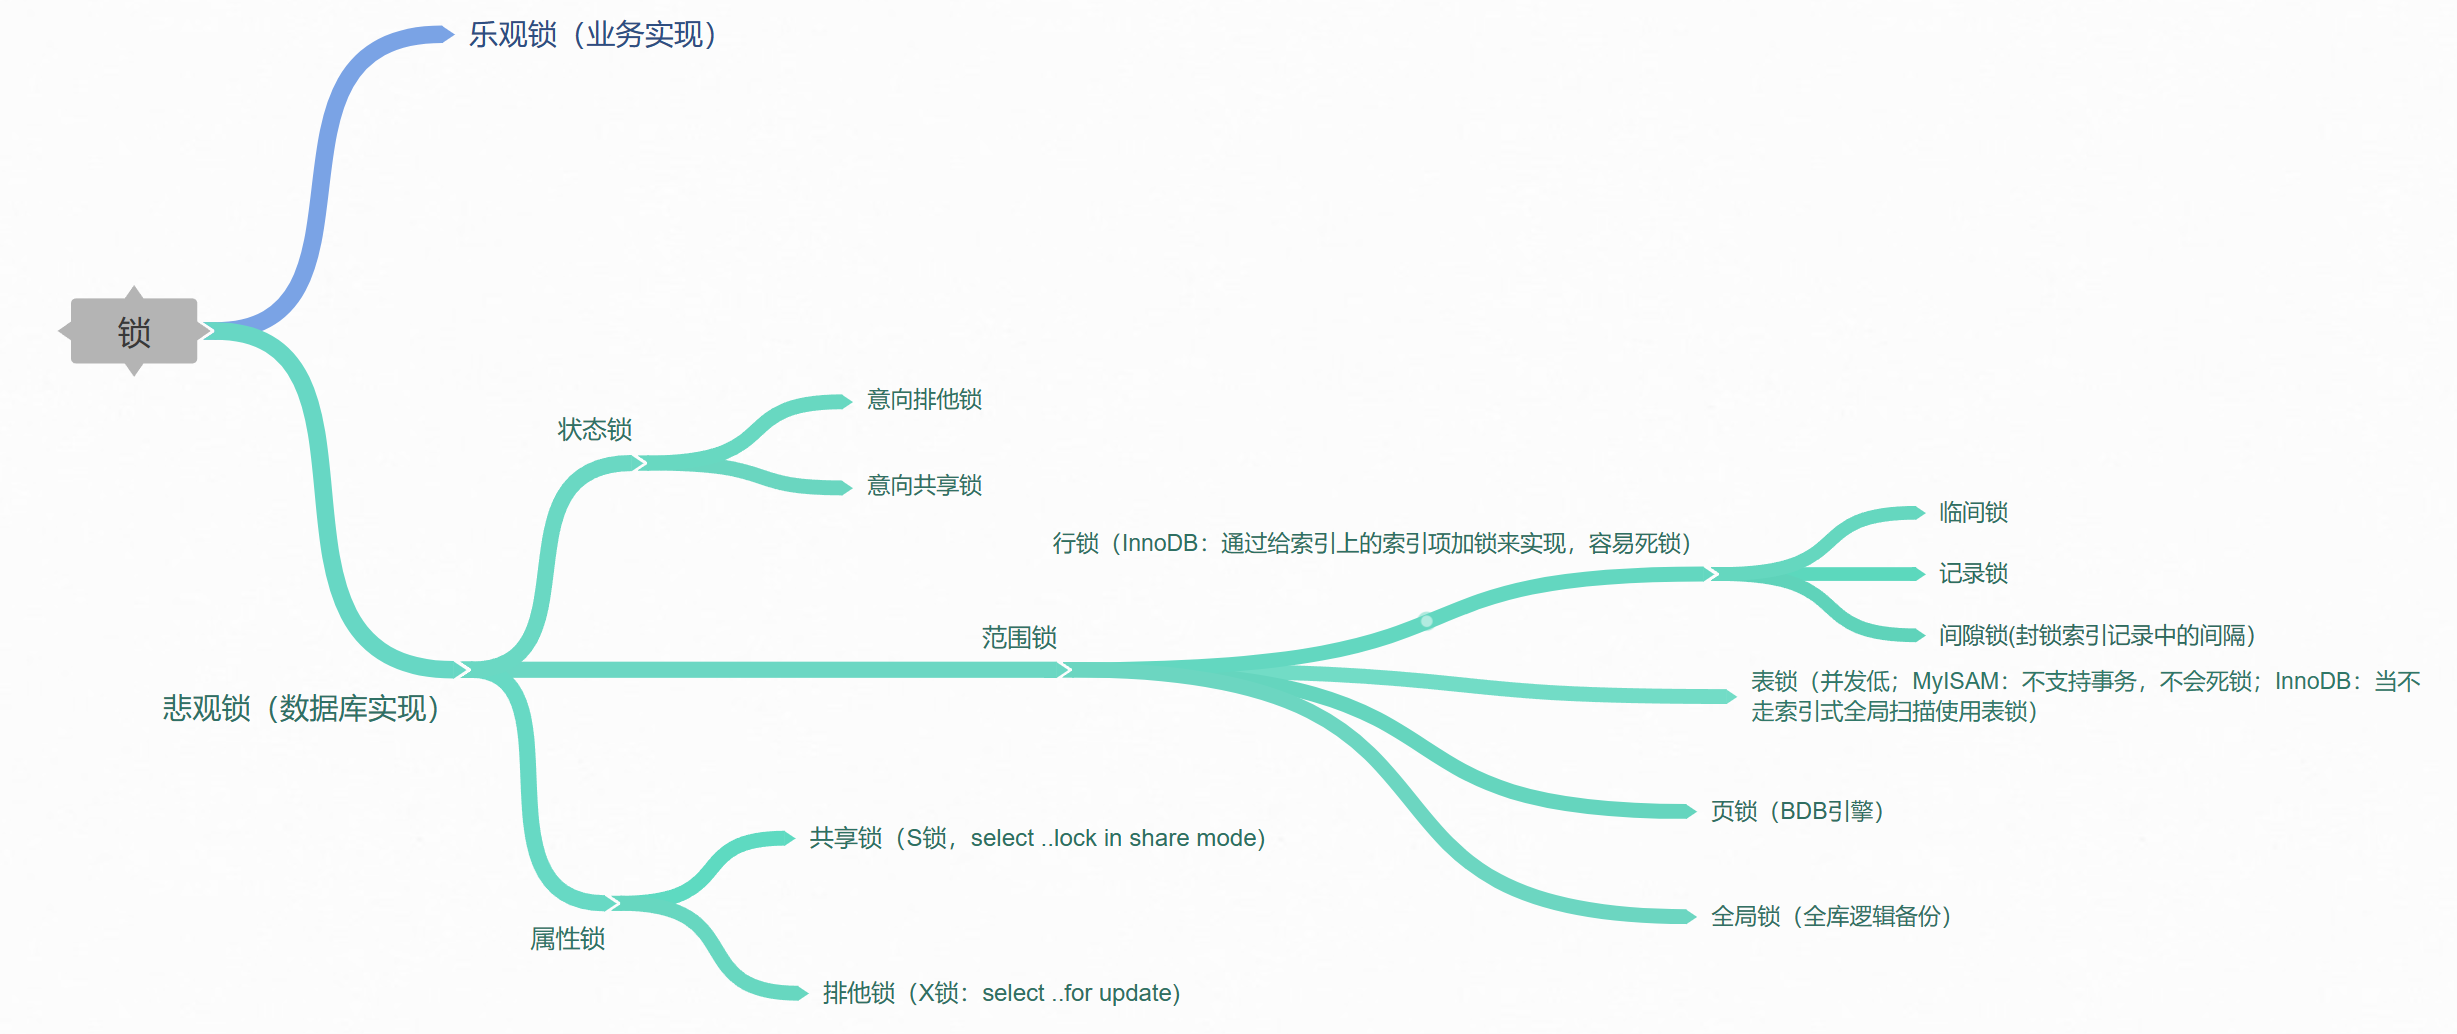 乐观锁（业务实现）
锁
意向排他锁
状态锁
意向共享锁
临间锁
行锁（InnoDB：通过给索引上的索引项加锁来实现，容易死锁）
记录锁
间隙锁(封锁索引记录中的间隔）
范围锁
表锁（并发低；MyISAM：不支持事务，不会死锁；InnoDB：当不
走索引式全局扫描使用表锁）
悲观锁（数据库实现）
页锁（BDB引擎）
共享锁（S锁，select ..lock in share mode）
全局锁（全库逻辑备份）
属性锁
排他锁（X锁：select ..for update）